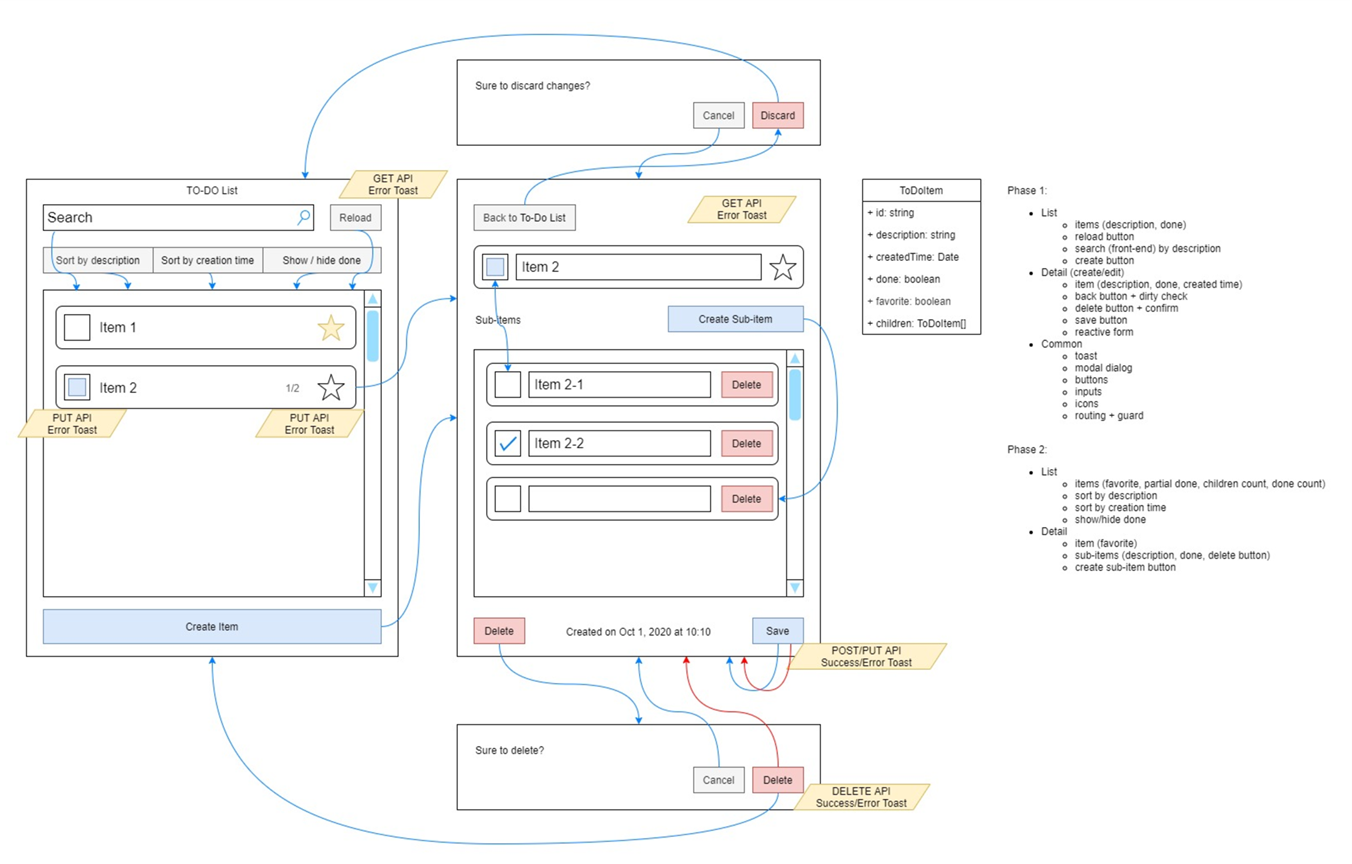 Sure to discard changes?
Cancel
Discard
TO-DO List
GET API
Error Toast
Search
Reload
Sort by description
Sort by creation time
Show / hide done
Item 1
Item 2
1/2
PUT API
Error Toast
PUT API
Error Toast
Create Item
GET API
Error Toast
Back to To-Do List
Item 2
Sub-items
Create Sub-item
Item 2-1
Delete
Item 2-2
Delete
Delete
Delete
Created on Oct 1, 2020 at 10:10
Save
POST/PUT API
Success/Error Toast
Sure to delete?
Cancel
Delete
DELETE API
Success/Error Toast
ToDoItem
+ id: string
+ description: string
+ createdTime: Date
+ done: boolean
+ favorite: boolean
+ children: ToDoItem[]
Phase 1:
List
items (description, done)
reload button
search (front-end) by description
create button
Detail (create/edit)
item (description, done, created time)
back button + dirty check
delete button + confirm
save button
reactive form
Common
toast
modal dialog
buttons
inputs
icons
routing + guard
Phase 2:
List
items (favorite, partial done, children count, done count)
sort by description
sort by creation time
show/hide done
Detail
item (favorite)
sub-items (description, done, delete button)
create sub-item button